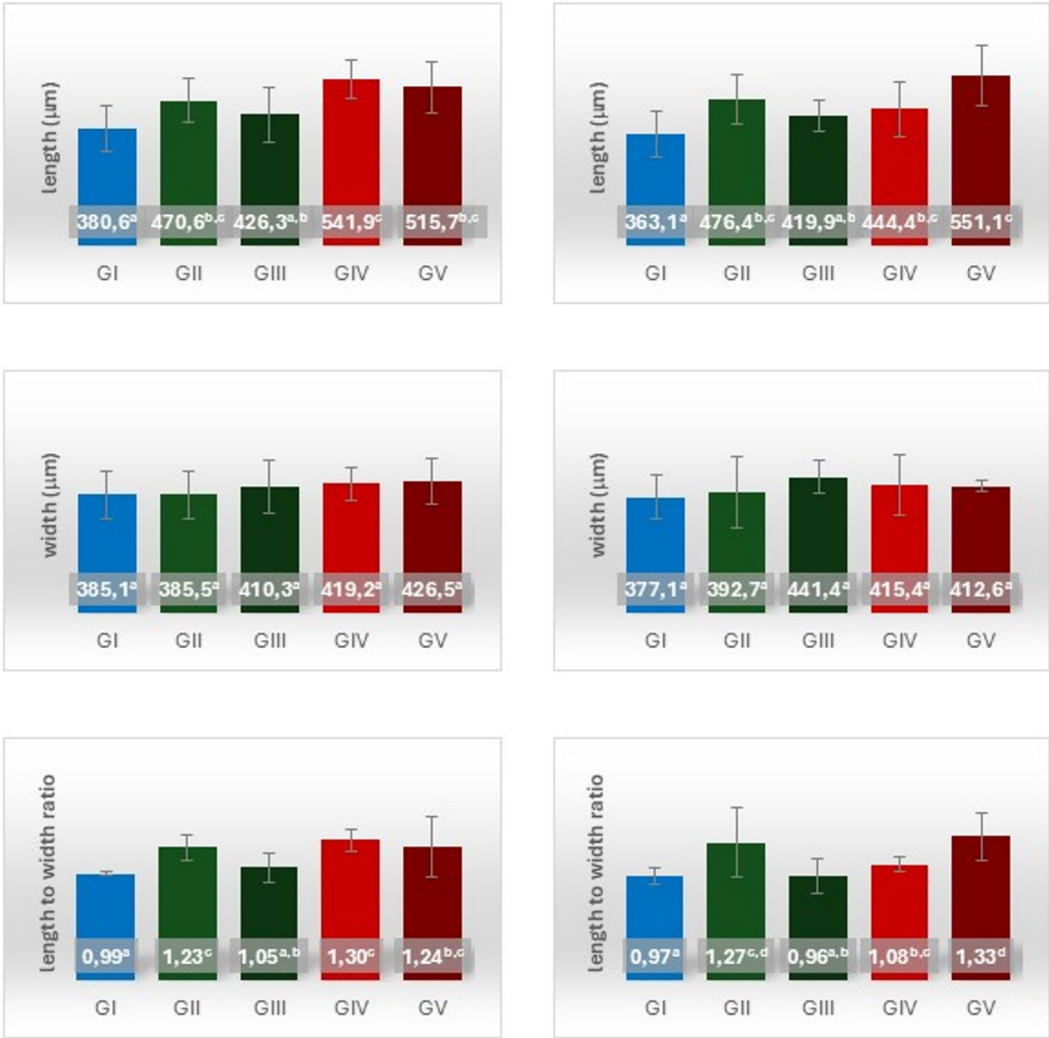 length (µm)
380,6ᵃ 470,6ᵇ,ᶜ 426,3ᵃ,ᵇ 541,9ᶜ 515,7ᵇ,ᶜ
GI GII GIII GIV GV
length (µm)
363,1ᵃ 476,4ᵇ,ᶜ 419,9ᵃ,ᵇ 444,4ᵇ,ᶜ 551,1ᶜ
GI GII GIII GIV GV
width (µm)
385,1ᵃ 385,5ᵃ 410,3ᵃ 419,2ᵃ 426,5ᵃ
GI GII GIII GIV GV
width (µm)
377,1ᵃ 392,7ᵃ 441,4ᵃ 415,4ᵃ 412,6ᵃ
GI GII GIII GIV GV
length to width ratio
0,99ᵃ 1,23ᶜ 1,05ᵃ,ᵇ 1,30ᶜ 1,24ᵇ,ᶜ
GI GII GIII GIV GV
length to width ratio
0,97ᵃ 1,27ᶜ,ᵈ 0,96ᵃ,ᵇ 1,08ᵇ,ᶜ 1,33ᵈ
GI GII GIII GIV GV